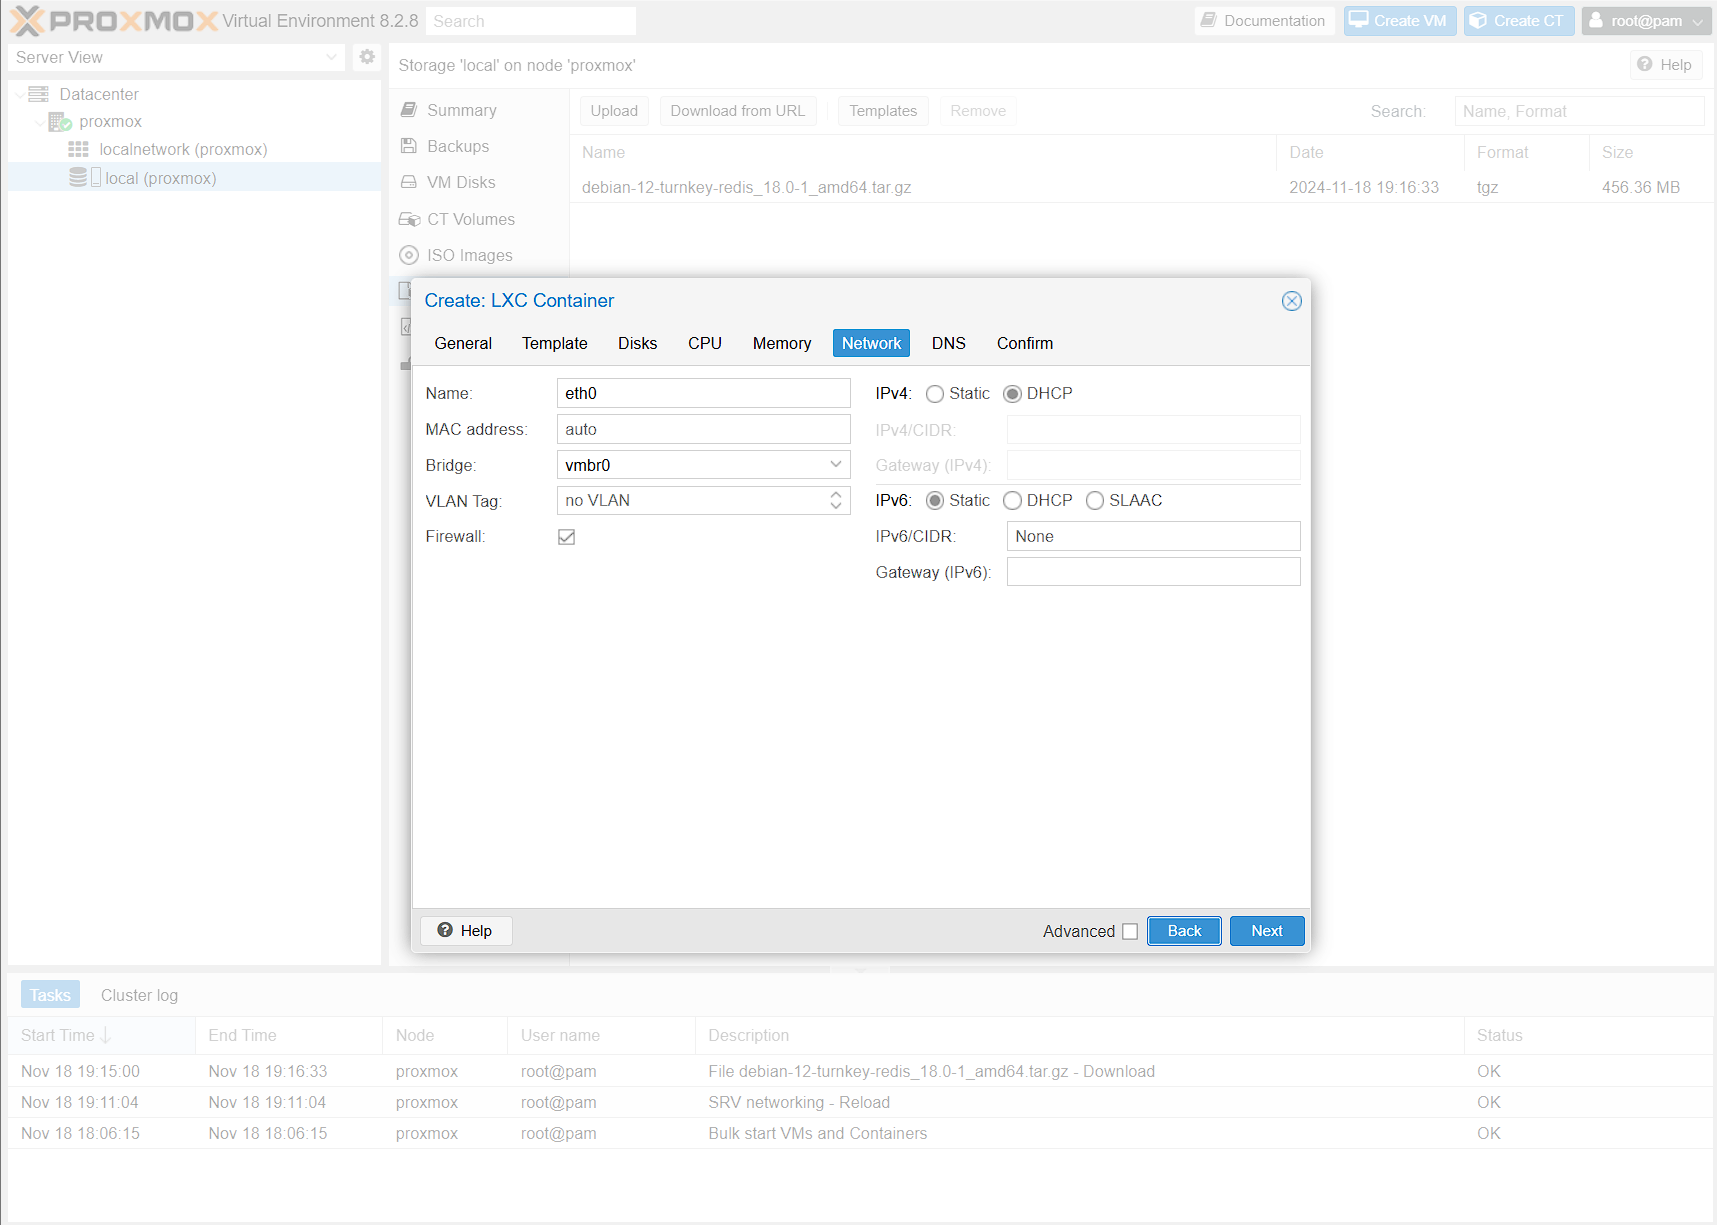 PROXMOX Virtual Environment 8.2.8 Search Documentation Create VM Create CT root@pam
Server View
Storage 'local' on node 'proxmox' Help
Datacenter
proxmox
localnetwork (proxmox)
local (proxmox)
Summary
Backups
VM Disks
CT Volumes
ISO Images
Upload Download from URL Templates Remove Search: Name, Format
Name Date Format Size
debian-12-turnkey-redis_18.0-1_amd64.tar.gz 2024-11-18 19:16:33 tgz 456.36 MB
Create: LXC Container
General Template Disks CPU Memory Network DNS Confirm
Name: eth0
MAC address: auto
Bridge: vmbr0
VLAN Tag: no VLAN
Firewall:
IPv4: Static DHCP
IPv4/CIDR:
Gateway (IPv4):
IPv6: Static DHCP SLAAC
IPv6/CIDR: None
Gateway (IPv6):
Help Advanced Back Next
Tasks Cluster log
Start Time End Time Node User name Description Status
Nov 18 19:15:00 Nov 18 19:16:33 proxmox root@pam File debian-12-turnkey-redis_18.0-1_amd64.tar.gz - Download OK
Nov 18 19:11:04 Nov 18 19:11:04 proxmox root@pam SRV networking - Reload OK
Nov 18 18:06:15 Nov 18 18:06:15 proxmox root@pam Bulk start VMs and Containers OK